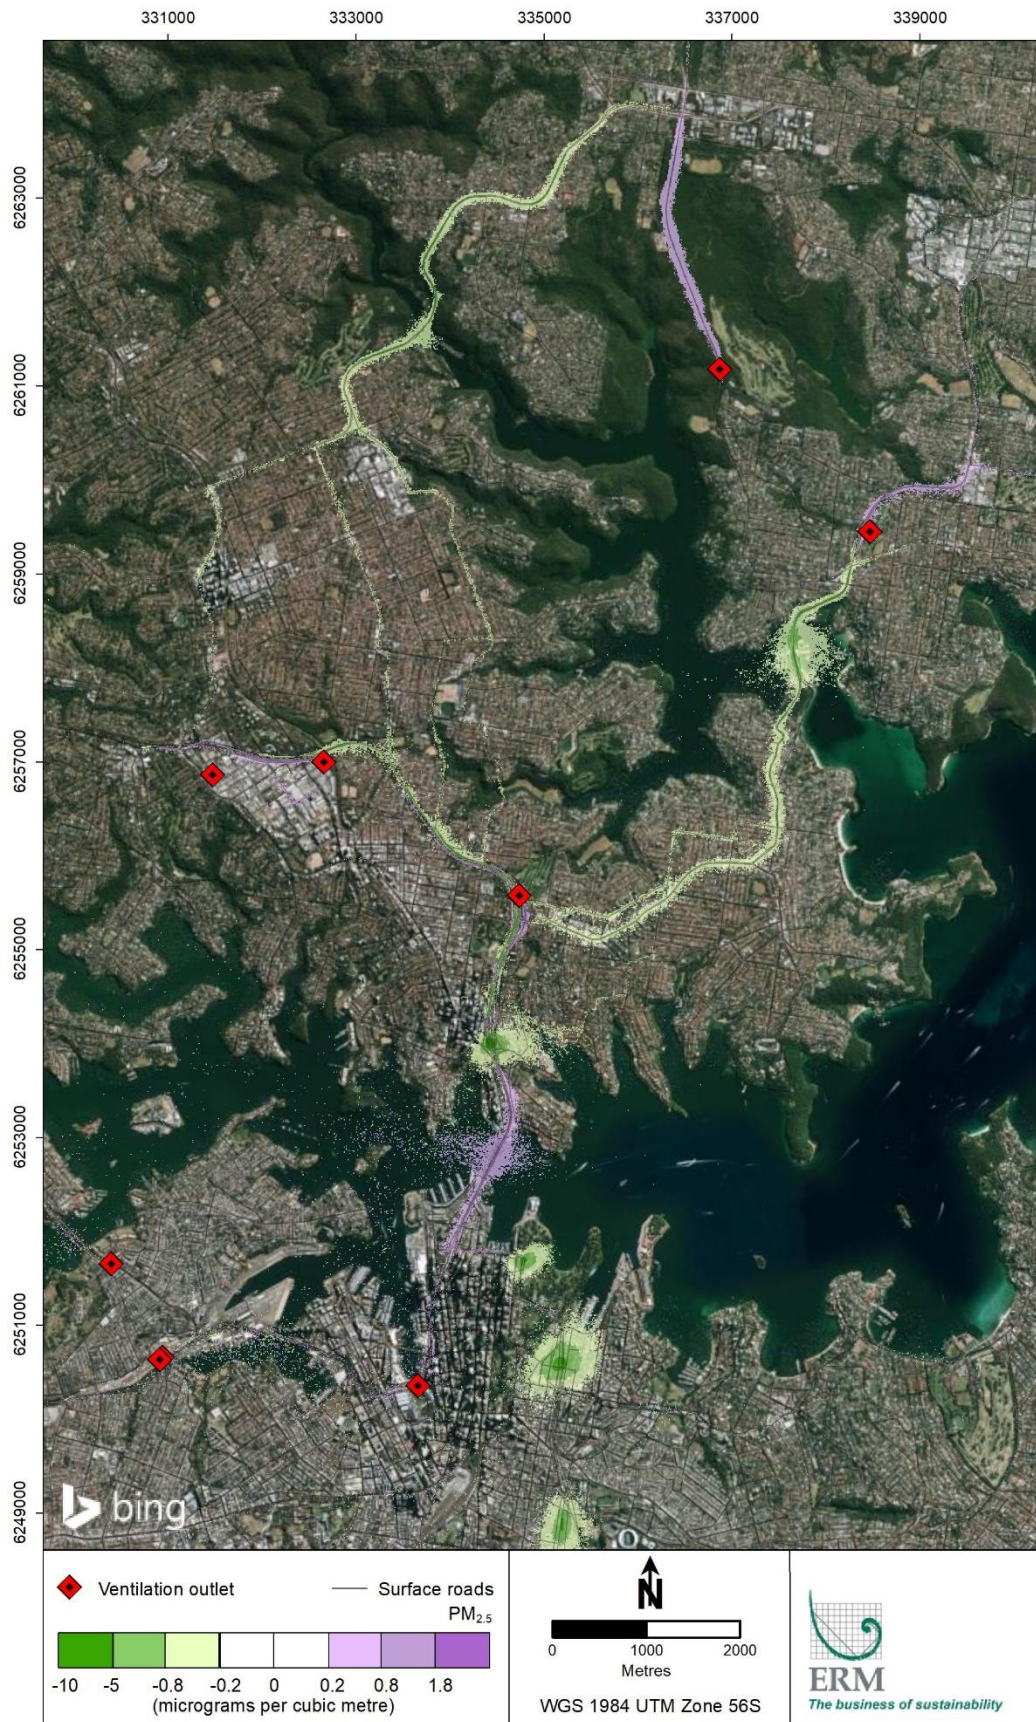 331000 333000 335000 337000 339000
6263000
6261000
6259000
6257000
6255000
6253000
6251000
6249000
bing
Ventilation outlet
Surface roads
PM2.5
-10 -5 -0.8 -0.2 0 0.2 0.8 1.8
(micrograms per cubic metre)
N
0 1000 2000
Metres
WGS 1984 UTM Zone 56S
ERM
The business of sustainability